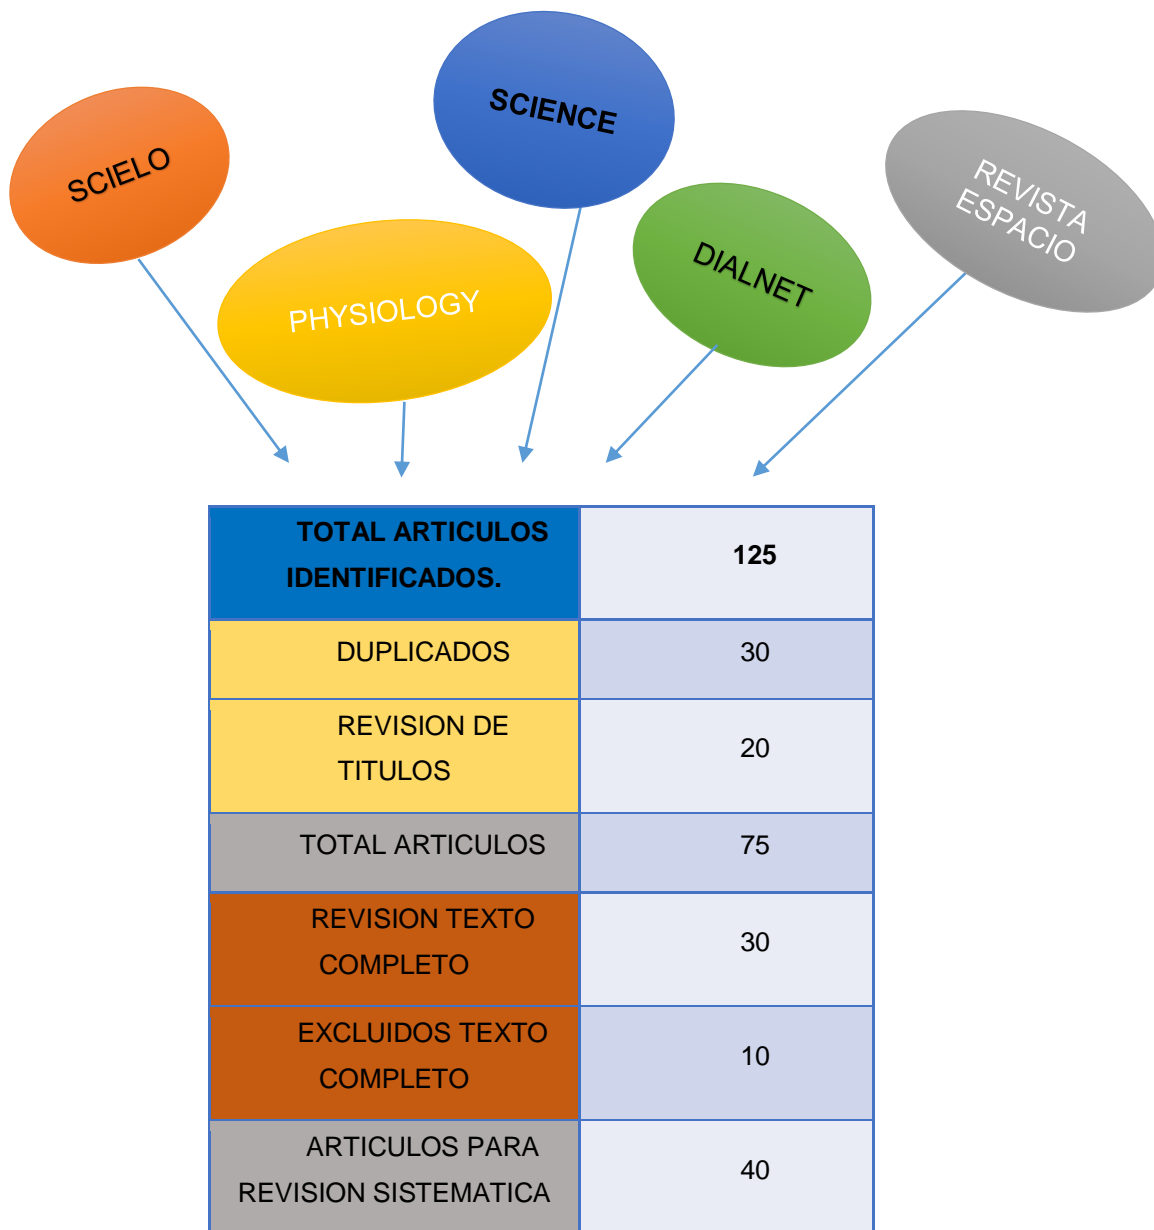 SCIENCE
SCIELO
REVISTA
ESPACIO
DIALNET
PHYSIOLOGY
TOTAL ARTICULOS
IDENTIFICADOS.
125
DUPLICADOS
30
REVISION DE
TITULOS
20
TOTAL ARTICULOS
75
REVISION TEXTO
COMPLETO
30
EXCLUIDOS TEXTO
COMPLETO
10
ARTICULOS PARA
REVISION SISTEMATICA
40